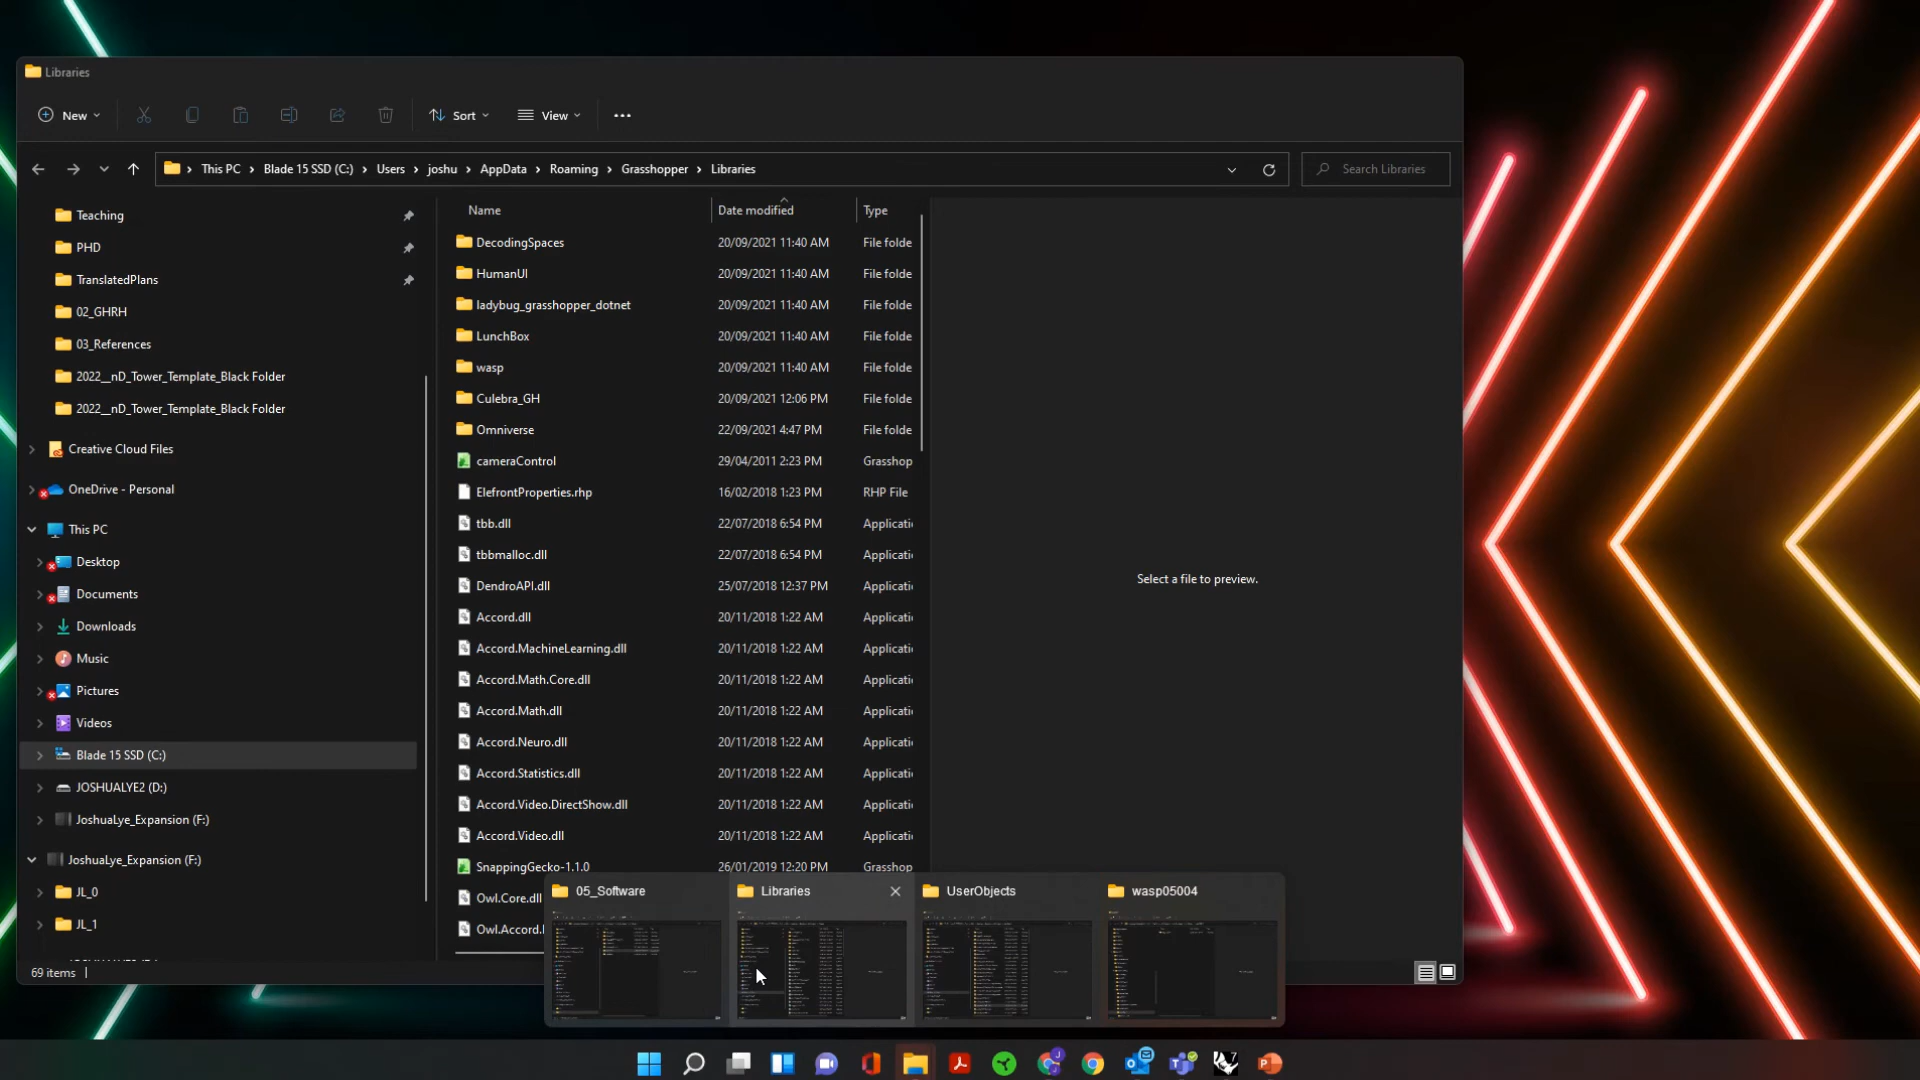 Libraries
New
Sort
View
This PC > Blade 15 SSD (C:) > Users > joshu > AppData > Roaming > Grasshopper > Libraries
Search Libraries
Teaching
PHD
TranslatedPlans
02_GHRH
03_References
2022__nD_Tower_Template_Black Folder
2022__nD_Tower_Template_Black Folder
Creative Cloud Files
OneDrive - Personal
This PC
Desktop
Documents
Downloads
Music
Pictures
Videos
Blade 15 SSD (C:)
JOSHUALYE2 (D:)
JoshuaLye_Expansion (F:)
JoshuaLye_Expansion (F:)
JL_0
JL_1
Name Date modified Type
DecodingSpaces 20/09/2021 11:40 AM File folde
HumanUI 20/09/2021 11:40 AM File folde
ladybug_grasshopper_dotnet 20/09/2021 11:40 AM File folde
LunchBox 20/09/2021 11:40 AM File folde
wasp 20/09/2021 11:40 AM File folde
Culebra_GH 20/09/2021 12:06 PM File folde
Omniverse 22/09/2021 4:47 PM File folde
cameraControl 29/04/2011 2:23 PM Grasshop
ElefrontProperties.rhp 16/02/2018 1:23 PM RHP File
tbb.dll 22/07/2018 6:54 PM Applicati
tbbmalloc.dll 22/07/2018 6:54 PM Applicati
DendroAPI.dll 25/07/2018 12:37 PM Applicati
Accord.dll 20/11/2018 1:22 AM Applicati
Accord.MachineLearning.dll 20/11/2018 1:22 AM Applicati
Accord.Math.Core.dll 20/11/2018 1:22 AM Applicati
Accord.Math.dll 20/11/2018 1:22 AM Applicati
Accord.Neuro.dll 20/11/2018 1:22 AM Applicati
Accord.Statistics.dll 20/11/2018 1:22 AM Applicati
Accord.Video.DirectShow.dll 20/11/2018 1:22 AM Applicati
Accord.Video.dll 20/11/2018 1:22 AM Applicati
SnappingGecko-1.1.0 26/01/2019 12:20 PM Grasshop
Owl.Core.dll
Owl.Accord.
Select a file to preview.
05_Software
Libraries
UserObjects
wasp05004
69 items